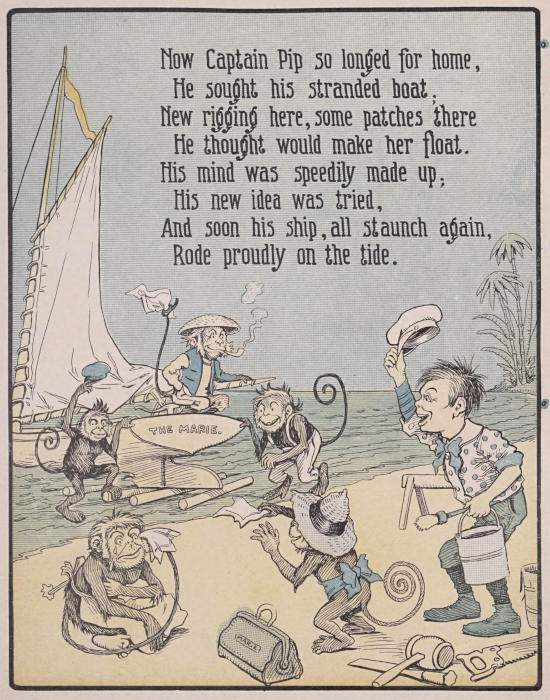 Now Captain Pip so longed for home,
He sought his stranded boat;
New rigging here, some patches there
He thought would make her float.
His mind was speedily made up;
His new idea was tried,
And soon his ship, all staunch again,
Rode proudly on the tide.
THE MARIE.